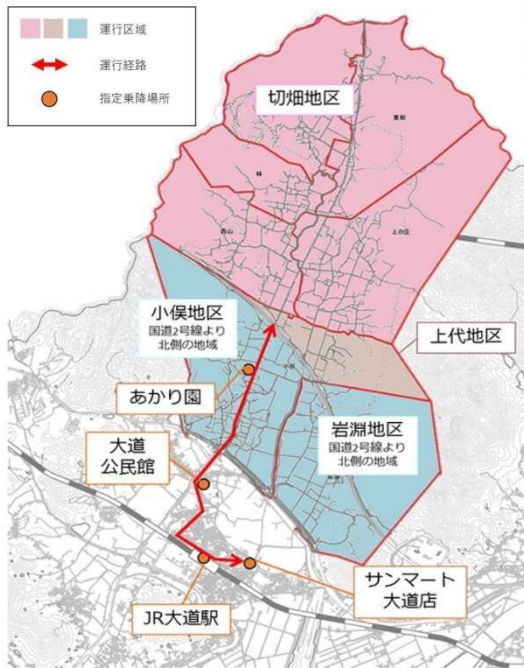 運行区域
運行経路
指定乗降場所
切畑地区
小俣地区
国道2号線より
北側の地域
上代地区
あかり園
岩淵地区
国道2号線より
北側の地域
大道
公民館
サンマート
大道店
JR大道駅